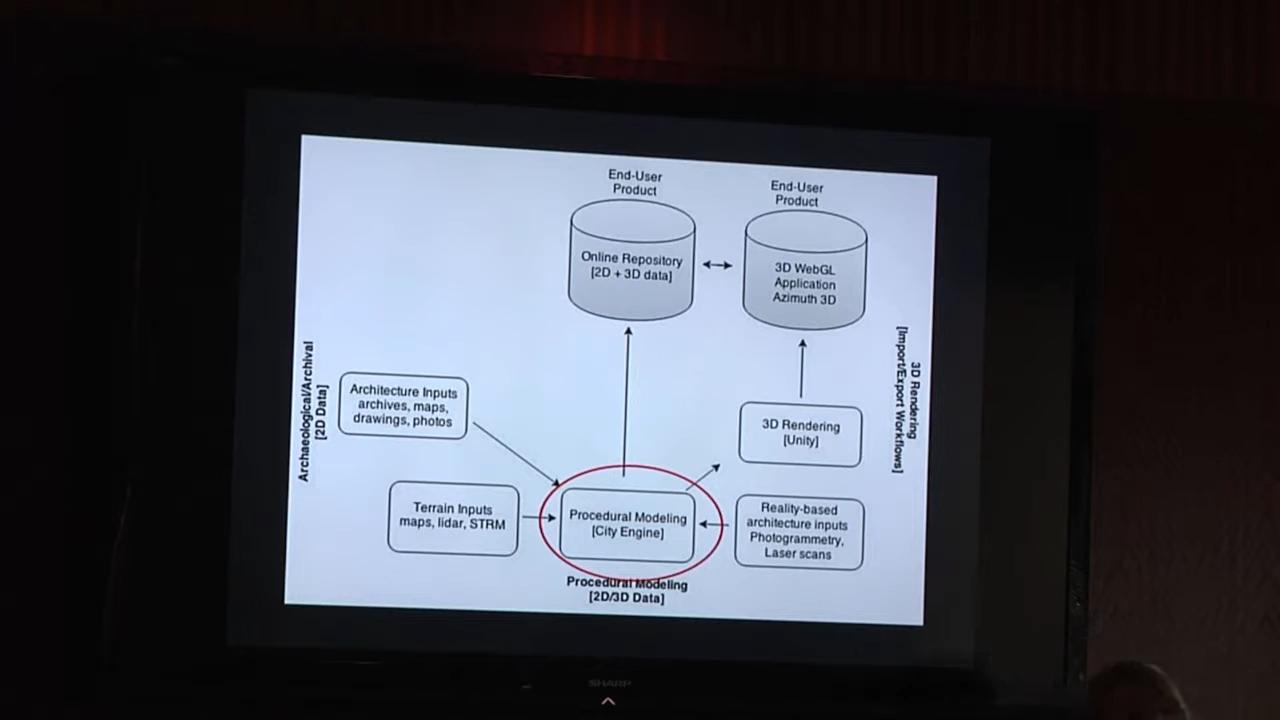 End-User
Product
End-User
Product
Online Repository
[2D + 3D data]
3D WebGL
Application
Azimuth 3D
Archaeological/Archival
[2D Data]
Architecture Inputs
archives, maps,
drawings, photos
3D Rendering
[Unity]
3D Rendering
[Import/Export Workflows]
Terrain Inputs
maps, lidar, STRM
Procedural Modeling
[City Engine]
Reality-based
architecture inputs
Photogrammetry,
Laser scans
Procedural Modeling
[2D/3D Data]
SHARP